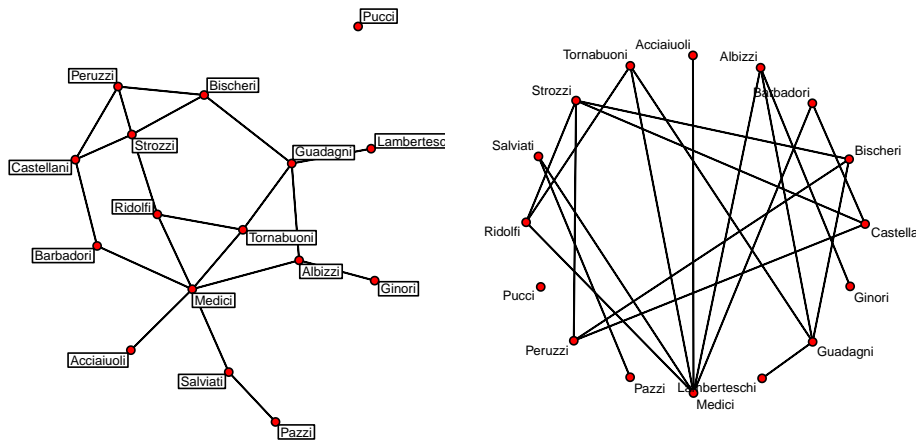 Pucci
Peruzzi
Bischeri
Strozzi
Castellani
Guadagni
Lambertesc
Ridolfi
Tornabuoni
Barbadori
Albizzi
Ginori
Medici
Acciaiuoli
Salviati
Pazzi
Acciaiuoli
Tornabuoni
Albizzi
Strozzi
Barbadori
Salviati
Bischeri
Ridolfi
Castella
Pucci
Ginori
Peruzzi
Guadagni
Pazzi
Lamberteschi
Medici